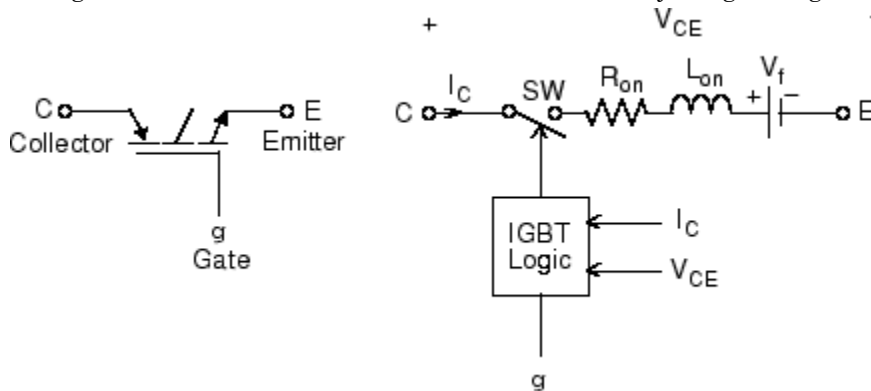 + V_CE
I_C SW R_on L_on V_f
+ −
C E C E
Collector Emitter
g
Gate
IGBT
Logic
I_C
V_CE
g